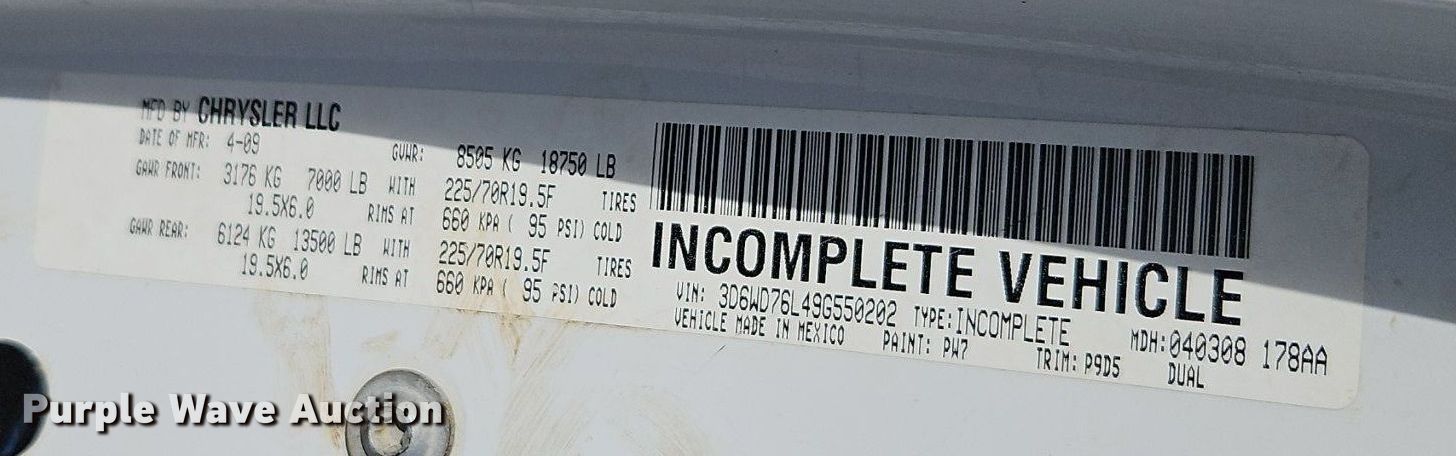 MFD BY CHRYSLER LLC
DATE OF MFR: 4-09 GVWR: 8505 KG 18750 LB
GAWR FRONT: 3176 KG 7000 LB WITH 225/70R19.5F TIRES
19.5X6.0 RIMS AT 660 KPA ( 95 PSI) COLD
GAWR REAR: 6124 KG 13500 LB WITH 225/70R19.5F TIRES
19.5X6.0 RIMS AT 660 KPA ( 95 PSI) COLD
INCOMPLETE VEHICLE
VIN: 3D6WD76L49G550202 TYPE:INCOMPLETE MDH:040308 178AA
VEHICLE MADE IN MEXICO PAINT: PW7 TRIM: P9D5 DUAL
Purple Wave Auction